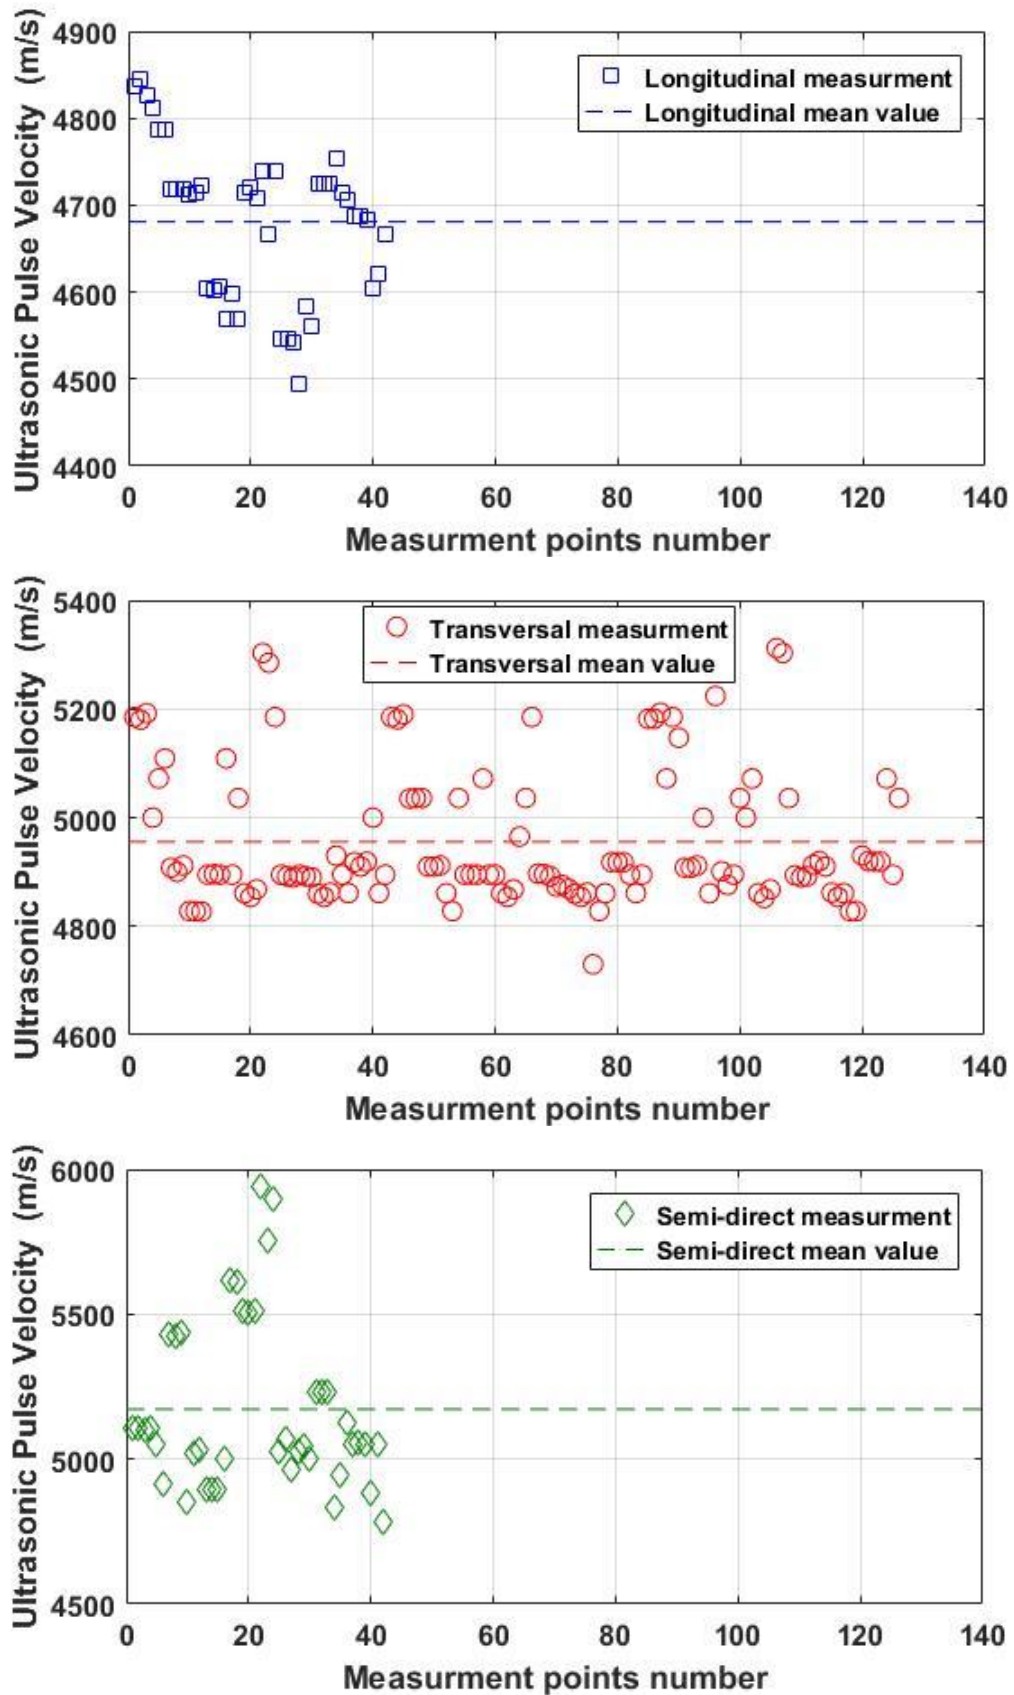 Ultrasonic Pulse Velocity (m/s)
4900
4800
4700
4600
4500
4400
Longitudinal measurment
Longitudinal mean value
0 20 40 60 80 100 120 140
Measurment points number
Ultrasonic Pulse Velocity (m/s)
5400
5200
5000
4800
4600
Transversal measurment
Transversal mean value
0 20 40 60 80 100 120 140
Measurment points number
Ultrasonic Pulse Velocity (m/s)
6000
5500
5000
4500
Semi-direct measurment
Semi-direct mean value
0 20 40 60 80 100 120 140
Measurment points number